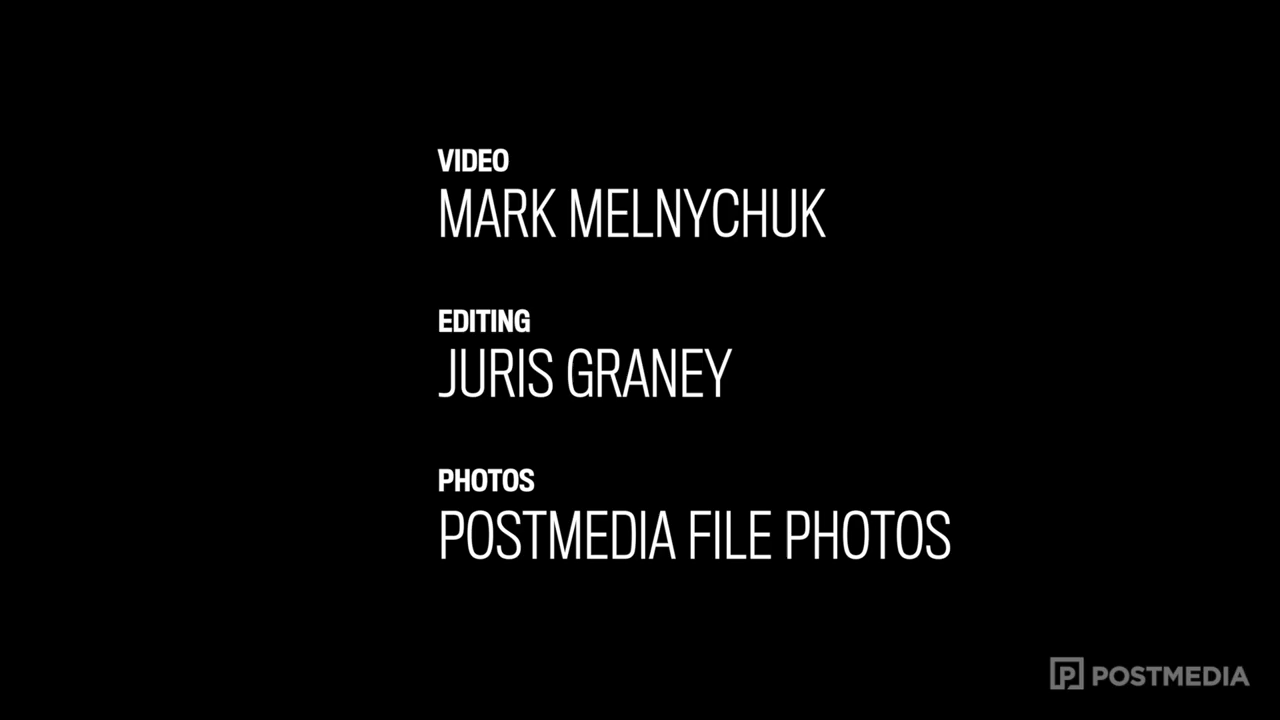 VIDEO
MARK MELNYCHUK
EDITING
JURIS GRANEY
PHOTOS
POSTMEDIA FILE PHOTOS
P POSTMEDIA